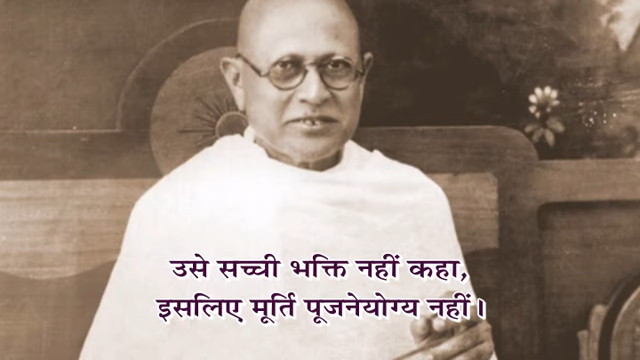 उसे सच्ची भक्ति नहीं कहा,
इसलिए मूर्ति पूजनेयोग्य नहीं।